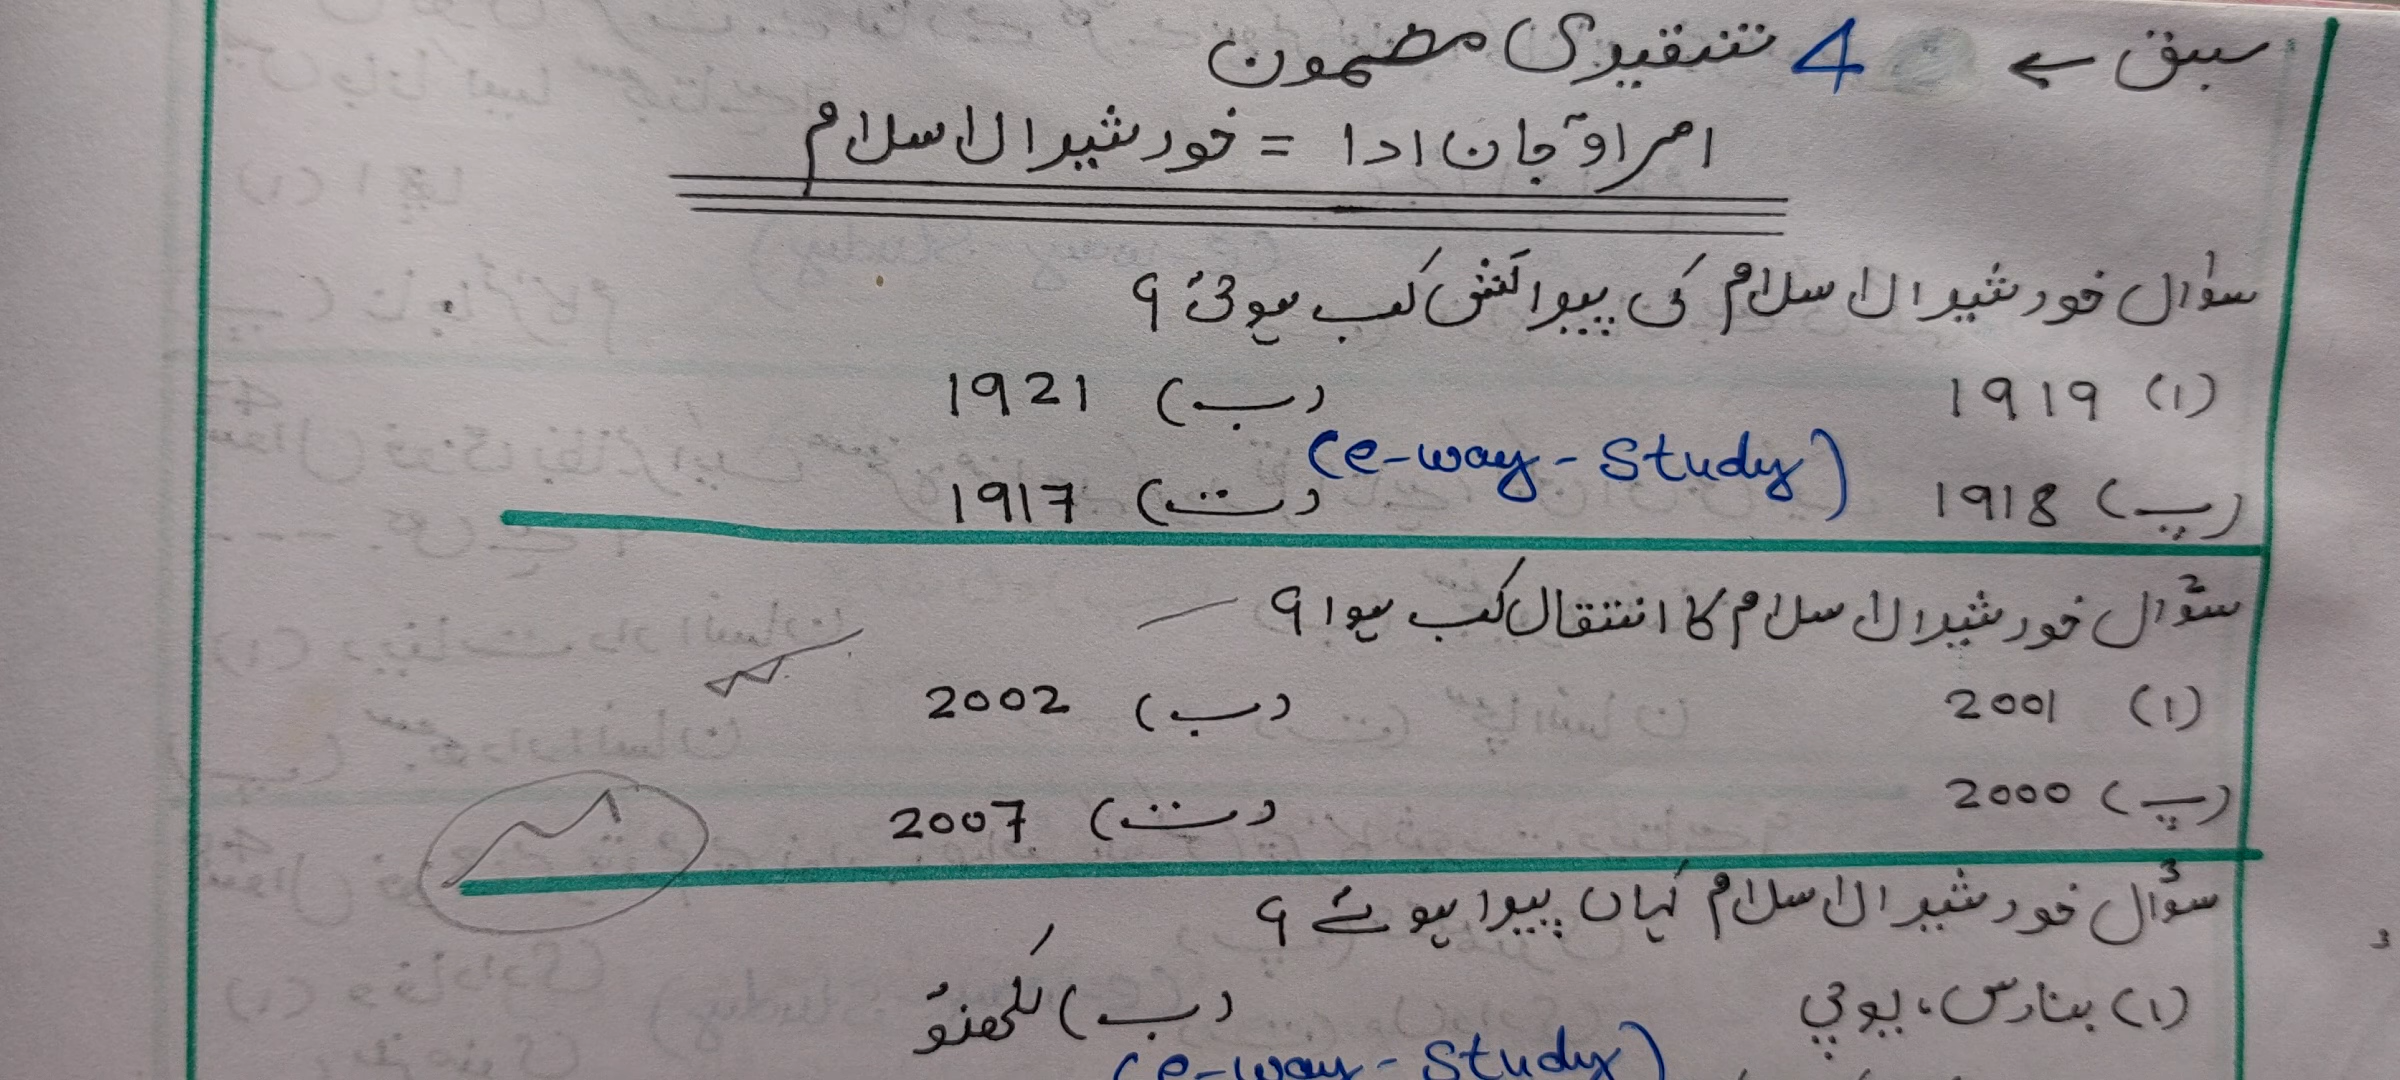 سبق ← 4 تنقیدی مضمون
امراؤ جان ادا = خورشید الاسلام
سوال خورشید الاسلام کی پیدائش کب ہوئی ؟
(ا) 1919 (ب) 1921
(e-way-Study)
(پ) 1918 (ت) 1917
سوال 2 خورشید الاسلام کا انتقال کب ہوا ؟
(ا) 2001 (ب) 2002
(پ) 2000 (ت) 2007
سوال 3 خورشید الاسلام کہاں پیدا ہوئے ؟
(ا) بنارس، یوپی (ب) لکھنؤ
(e-way-Study)